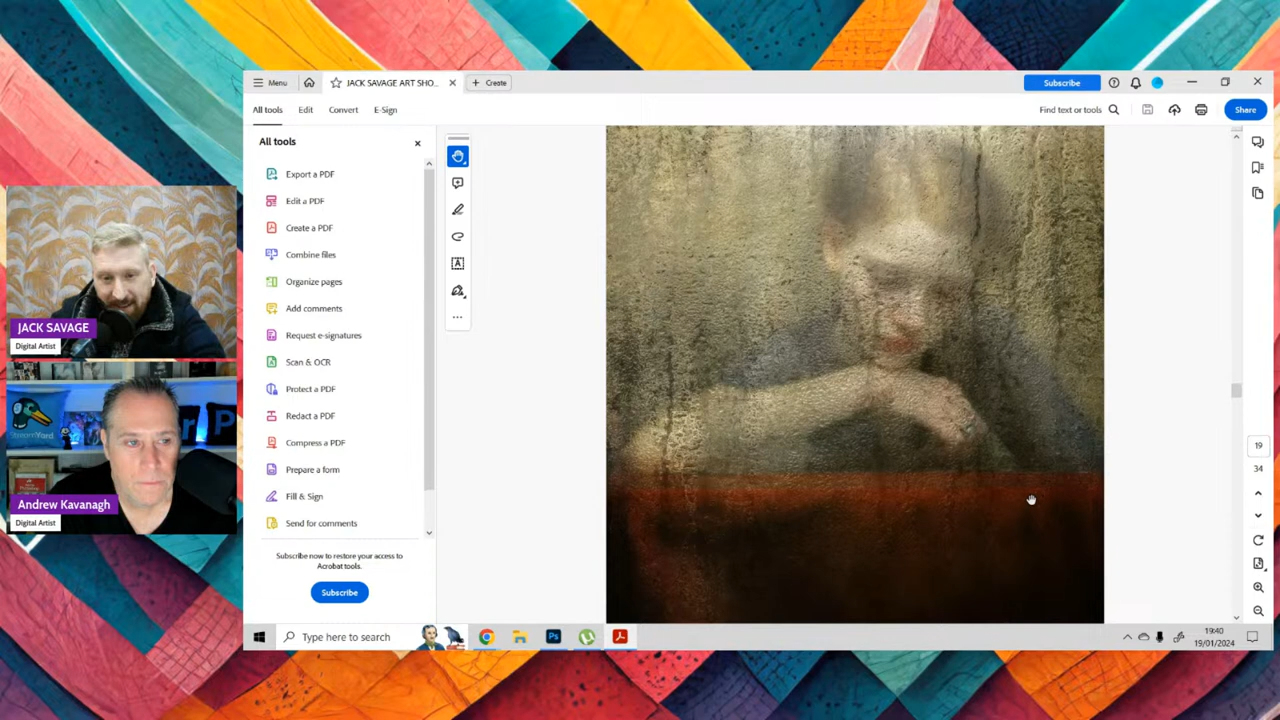 Menu
JACK SAVAGE ART SHO...
Create
Subscribe
All tools
Edit
Convert
E-Sign
Find text or tools
Share
All tools
Export a PDF
Edit a PDF
Create a PDF
Combine files
Organize pages
Add comments
Request e-signatures
Scan & OCR
Protect a PDF
Redact a PDF
Compress a PDF
Prepare a form
Fill & Sign
Send for comments
Subscribe now to restore your access to
Acrobat tools.
Subscribe
19
34
JACK SAVAGE
Digital Artist
StreamYard
Andrew Kavanagh
Digital Artist
Type here to search
Ps
19:40
19/01/2024